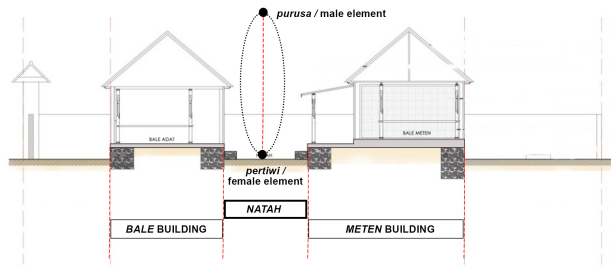 purusa / male element
BALE ADAT
BALE METEN
pertiwi /
female element
NATAH
BALE BUILDING
METEN BUILDING